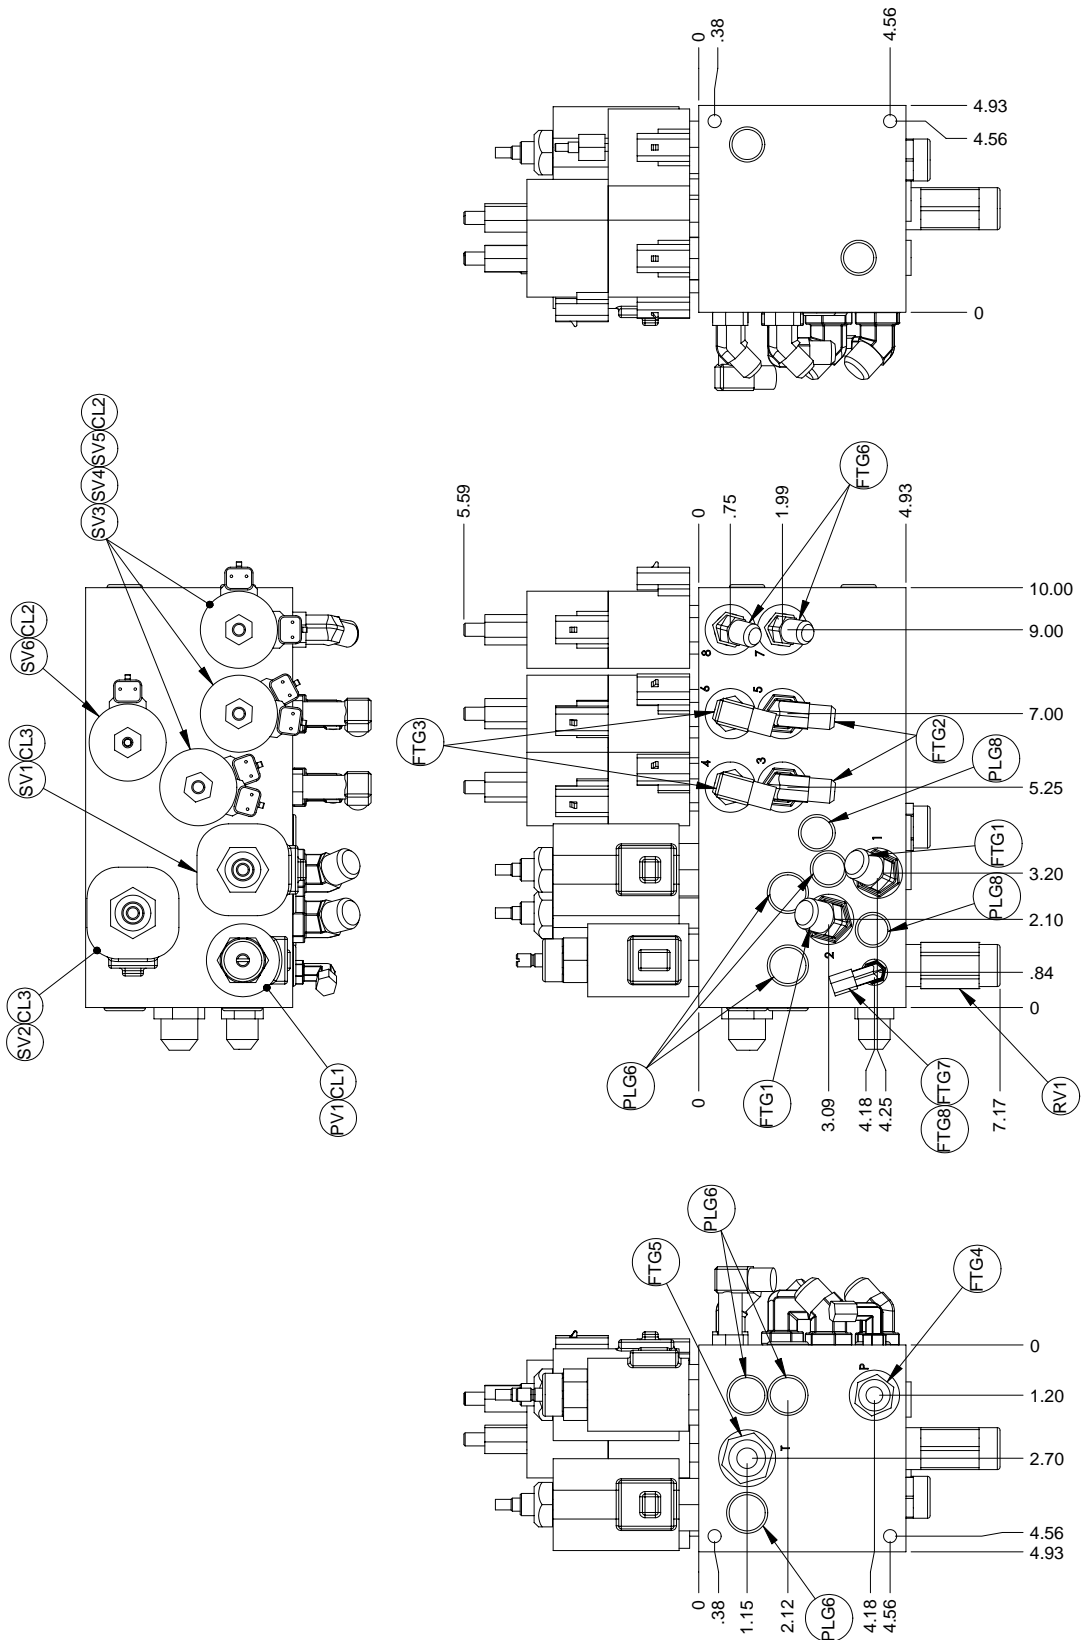 0
.38
4.56
4.93
4.56
0
SV3
SV4
SV5
CL2
SV6
CL2
SV1
CL3
SV2
CL3
PV1
CL1
5.59
0
.75
1.99
4.93
FTG6
10.00
9.00
7.00
5.25
3.20
2.10
.84
0
8
7
6
5
4
3
1
2
FTG3
FTG2
PLG8
FTG1
PLG8
PLG6
FTG1
FTG8
FTG7
RV1
0
3.09
4.18
4.25
7.17
FTG5
PLG6
FTG4
P
T
0
1.20
2.70
4.56
4.93
0
.38
1.15
2.12
PLG6
4.18
4.56